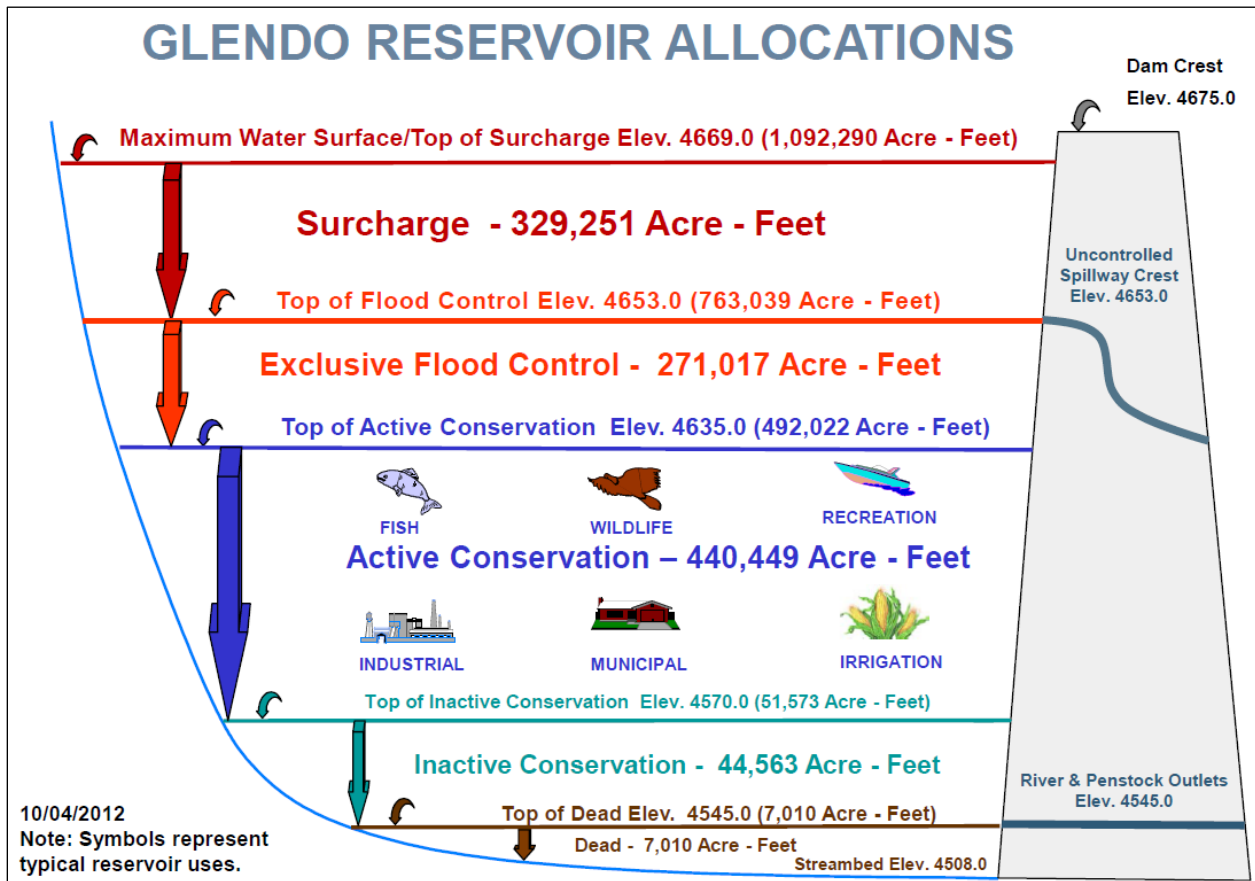 GLENDO RESERVOIR ALLOCATIONS
Dam Crest
Elev. 4675.0
Maximum Water Surface/Top of Surcharge Elev. 4669.0 (1,092,290 Acre - Feet)
Surcharge - 329,251 Acre - Feet
Uncontrolled
Spillway Crest
Elev. 4653.0
Top of Flood Control Elev. 4653.0 (763,039 Acre - Feet)
Exclusive Flood Control - 271,017 Acre - Feet
Top of Active Conservation Elev. 4635.0 (492,022 Acre - Feet)
FISH
WILDLIFE
RECREATION
Active Conservation – 440,449 Acre - Feet
INDUSTRIAL
MUNICIPAL
IRRIGATION
Top of Inactive Conservation Elev. 4570.0 (51,573 Acre - Feet)
Inactive Conservation - 44,563 Acre - Feet
River & Penstock Outlets
Elev. 4545.0
Top of Dead Elev. 4545.0 (7,010 Acre - Feet)
Dead - 7,010 Acre - Feet
Streambed Elev. 4508.0
10/04/2012
Note: Symbols represent
typical reservoir uses.